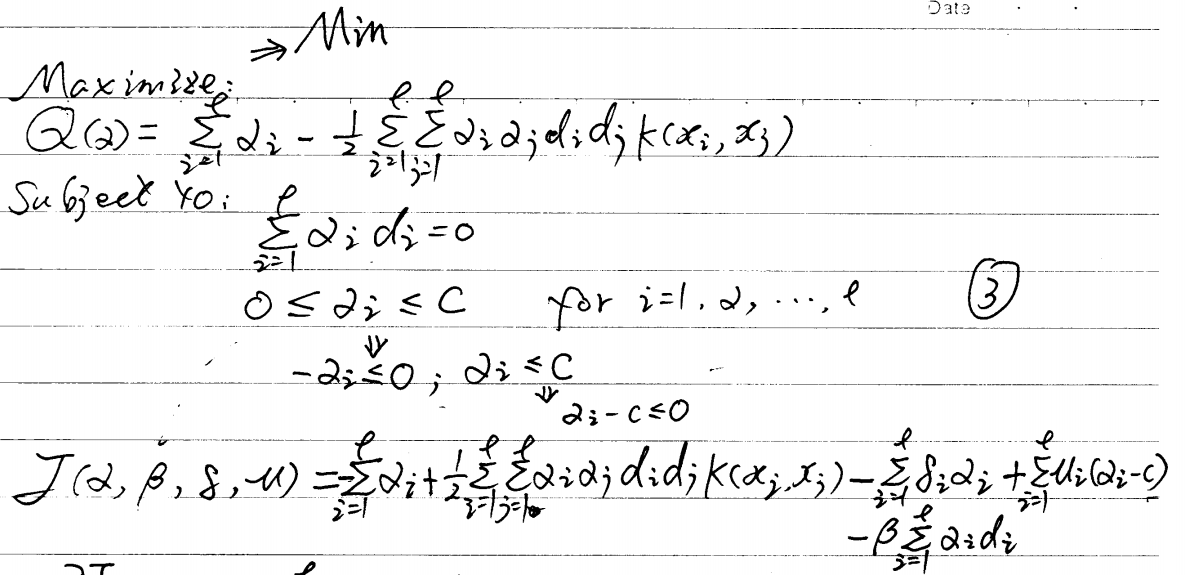 Date . .
⇒ Min
Maximize:
Q(α) = Σ_{i=1}^{ℓ} α_i - 1/2 Σ_{i=1}^{ℓ} Σ_{j=1}^{ℓ} α_i α_j d_i d_j k(x_i, x_j)
Subject to:
Σ_{i=1}^{ℓ} α_i d_i = 0
0 ≤ α_i ≤ C for i=1, 2, ..., ℓ ③
⇓
-α_i ≤ 0 ; α_i ≤ C
⇓ α_i - C ≤ 0
J(α, β, δ, μ) = -Σ_{i=1}^{ℓ} α_i + 1/2 Σ_{i=1}^{ℓ} Σ_{j=1}^{ℓ} α_i α_j d_i d_j k(x_i, x_j) - Σ_{i=1}^{ℓ} δ_i α_i + Σ_{i=1}^{ℓ} μ_i (α_i - C)
- β Σ_{i=1}^{ℓ} α_i d_i